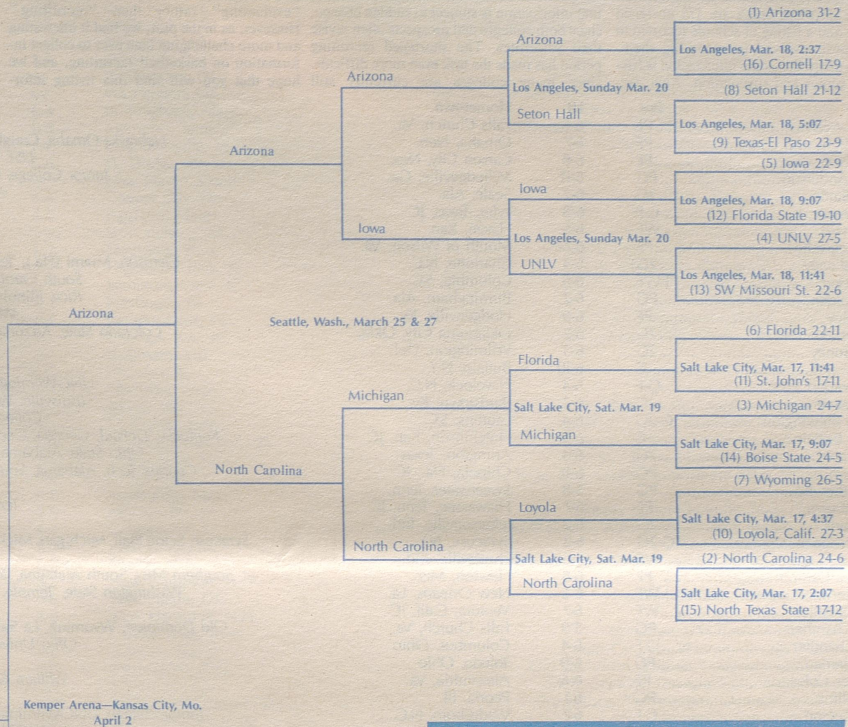 (1) Arizona 31-2
Arizona
Los Angeles, Mar. 18, 2:37
(16) Cornell 17-9
Arizona
Los Angeles, Sunday Mar. 20
(8) Seton Hall 21-12
Seton Hall
Los Angeles, Mar. 18, 5:07
(9) Texas-El Paso 23-9
Arizona
(5) Iowa 22-9
Iowa
Los Angeles, Mar. 18, 9:07
(12) Florida State 19-10
Iowa
Los Angeles, Sunday Mar. 20
(4) UNLV 27-5
UNLV
Los Angeles, Mar. 18, 11:41
(13) SW Missouri St. 22-6
Arizona
Seattle, Wash., March 25 & 27
(6) Florida 22-11
Florida
Salt Lake City, Mar. 17, 11:41
(11) St. John's 17-11
Michigan
Salt Lake City, Sat. Mar. 19
(3) Michigan 24-7
Michigan
Salt Lake City, Mar. 17, 9:07
(14) Boise State 24-5
North Carolina
(7) Wyoming 26-5
Loyola
Salt Lake City, Mar. 17, 4:37
(10) Loyola, Calif. 27-3
North Carolina
Salt Lake City, Sat. Mar. 19
(2) North Carolina 24-6
North Carolina
Salt Lake City, Mar. 17, 2:07
(15) North Texas State 17-12
Kemper Arena—Kansas City, Mo.
April 2